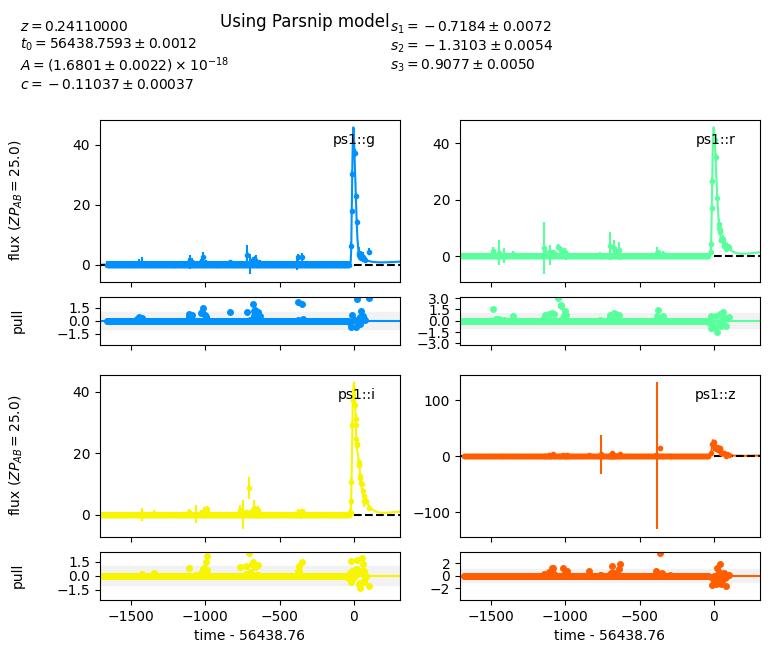 Using Parsnip model
z = 0.24110000
t₀ = 56438.7593 ± 0.0012
A = (1.6801 ± 0.0022) × 10⁻¹⁸
c = −0.11037 ± 0.00037
s₁ = −0.7184 ± 0.0072
s₂ = −1.3103 ± 0.0054
s₃ = 0.9077 ± 0.0050
flux (ZP_AB = 25.0)
40
20
0
ps1::g
40
20
0
ps1::r
pull
1.5
0.0
−1.5
3.0
1.5
0.0
−1.5
−3.0
flux (ZP_AB = 25.0)
40
20
0
ps1::i
100
0
−100
ps1::z
pull
1.5
0.0
−1.5
2
0
−2
−1500 −1000 −500 0
time - 56438.76
−1500 −1000 −500 0
time - 56438.76